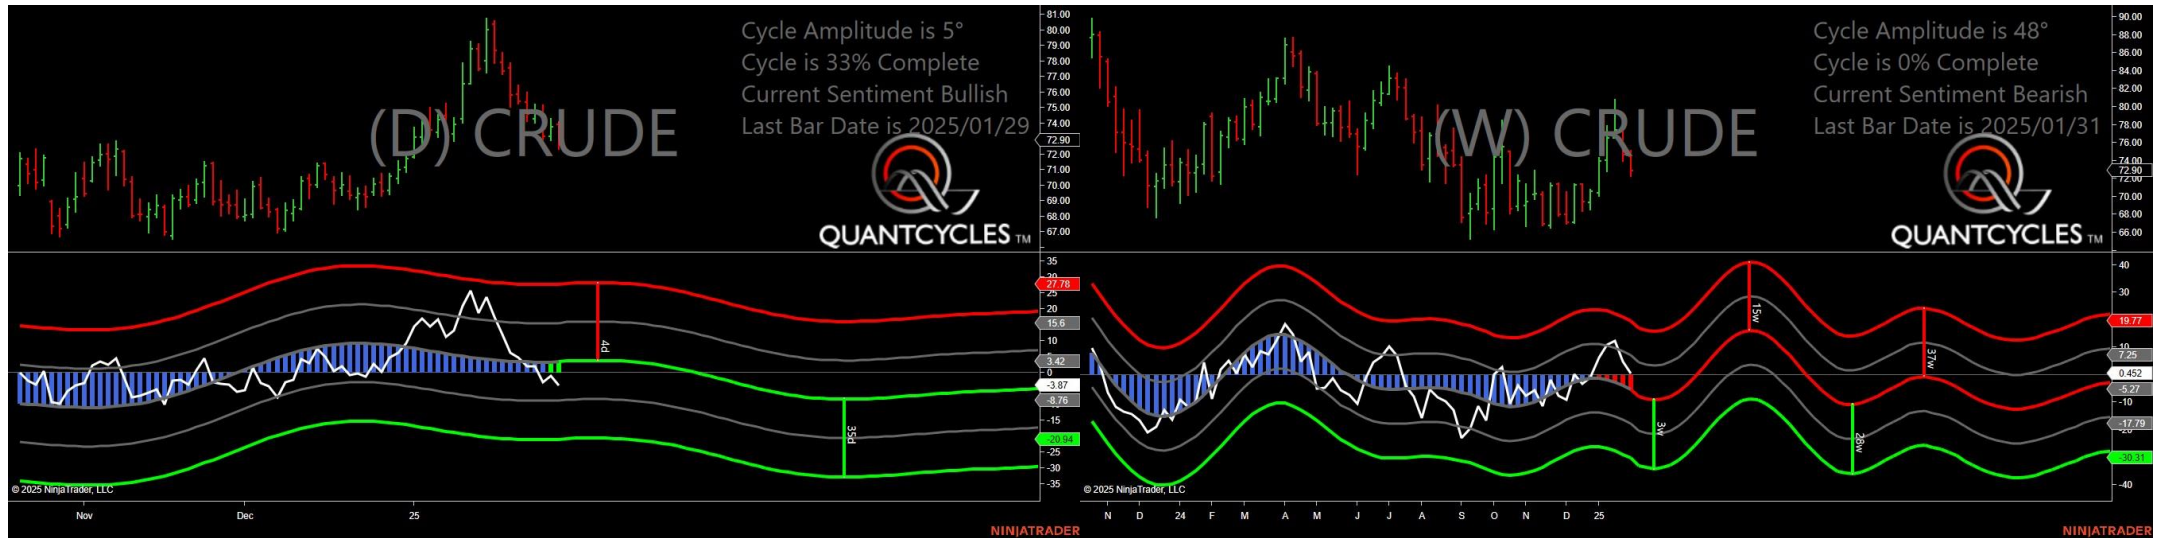 Cycle Amplitude is 5°
Cycle is 33% Complete
Current Sentiment Bullish
Last Bar Date is 2025/01/29
(D) CRUDE
QUANTCYCLES TM
81.00
80.00
79.00
78.00
77.00
76.00
75.00
74.00
72.90
72.00
71.00
70.00
69.00
68.00
67.00
35
30
27.78
25
20
15.6
10
5
3.42
0
-3.87
-8.76
-15
-20.94
-25
-30
-35
4d
35d
© 2025 NinjaTrader, LLC
Nov
Dec
25
NINJATRADER
Cycle Amplitude is 48°
Cycle is 0% Complete
Current Sentiment Bearish
Last Bar Date is 2025/01/31
(W) CRUDE
QUANTCYCLES TM
90.00
88.00
86.00
84.00
82.00
80.00
78.00
76.00
74.00
72.90
72.00
70.00
68.00
66.00
40
30
19.77
10
7.25
0.452
-5.27
-10
-17.79
-20
-30.31
-40
15w
37w
3w
28w
© 2025 NinjaTrader, LLC
N
D
24
F
M
A
M
J
J
A
S
O
N
D
25
NINJATRADER